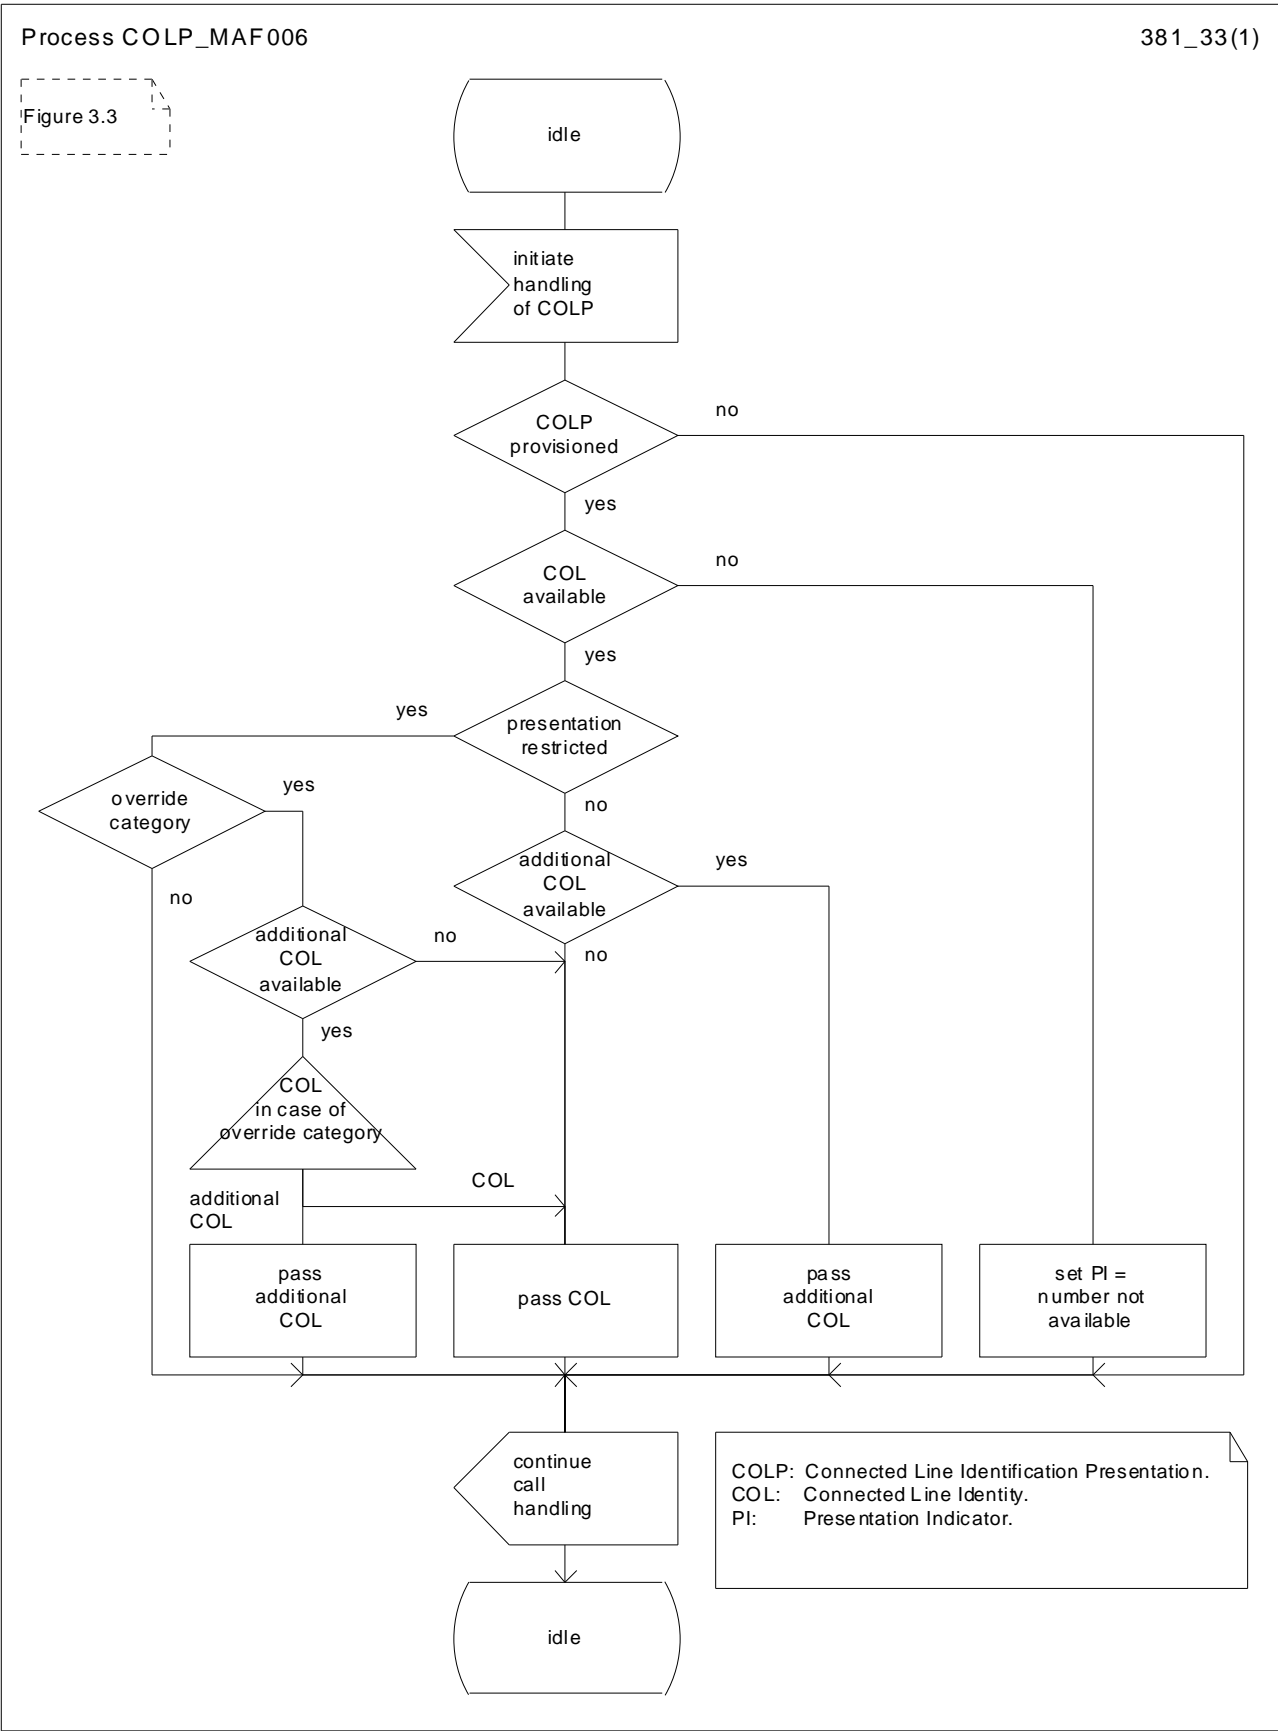 Process COLP_MAF006
381_33(1)
Figure 3.3
idle
initiate
handling
of COLP
COLP
provisioned
no
yes
COL
available
no
yes
presentation
restricted
yes
no
override
category
yes
no
additional
COL
available
yes
no
additional
COL
available
no
yes
COL
in case of
override category
COL
additional
COL
pass
additional
COL
pass COL
pass
additional
COL
set PI =
number not
available
continue
call
handling
COLP: Connected Line Identification Presentation.
COL: Connected Line Identity.
PI: Presentation Indicator.
idle